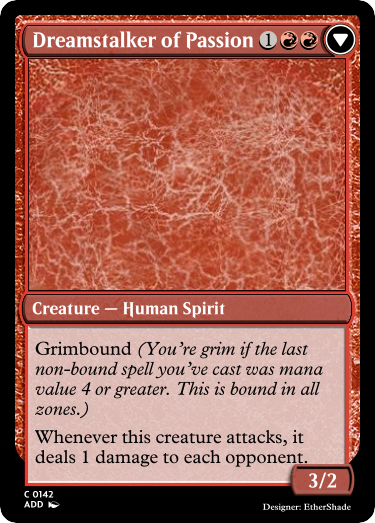 Dreamstalker of Passion 1
Creature — Human Spirit
Grimbound (You're grim if the last
non-bound spell you've cast was mana
value 4 or greater. This is bound in all
zones.)
Whenever this creature attacks, it
deals 1 damage to each opponent.
3/2
C 0142
ADD
Designer: EtherShade